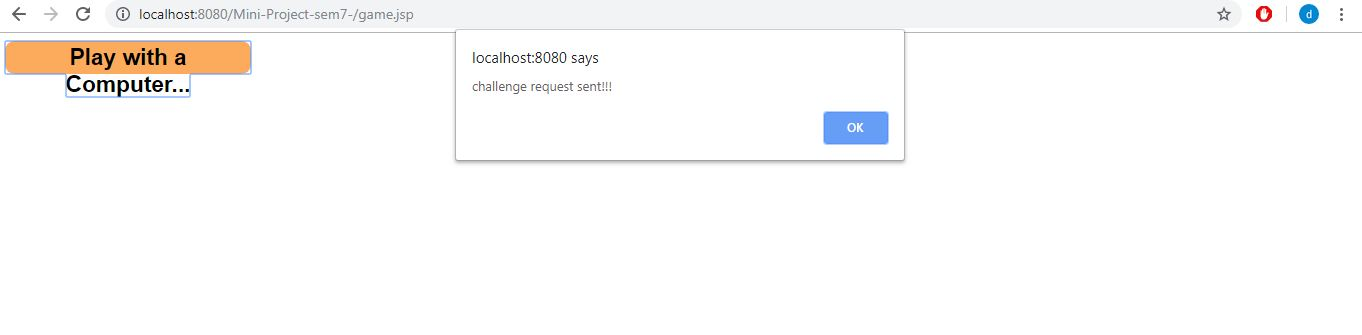 localhost:8080/Mini-Project-sem7-/game.jsp
d
Play with a
Computer...
localhost:8080 says
challenge request sent!!!
OK